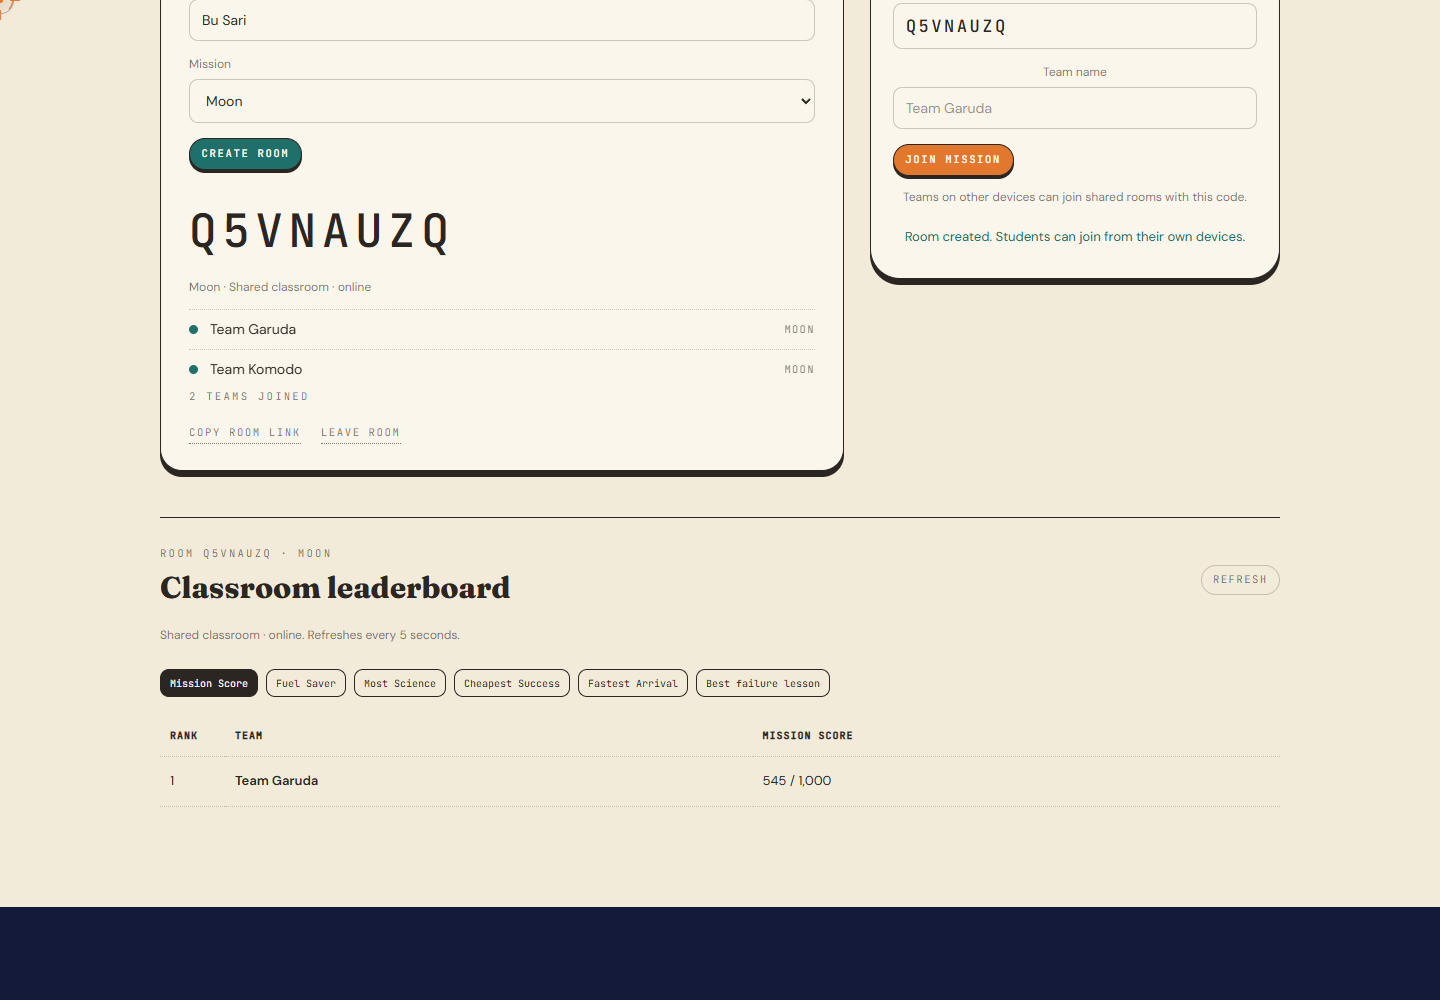 Bu Sari
Mission
Moon
CREATE ROOM
Q5VNAUZQ
Moon · Shared classroom · online
Team Garuda MOON
Team Komodo MOON
2 TEAMS JOINED
COPY ROOM LINK LEAVE ROOM
Q5VNAUZQ
Team name
Team Garuda
JOIN MISSION
Teams on other devices can join shared rooms with this code.
Room created. Students can join from their own devices.
ROOM Q5VNAUZQ · MOON
Classroom leaderboard
REFRESH
Shared classroom · online. Refreshes every 5 seconds.
Mission Score Fuel Saver Most Science Cheapest Success Fastest Arrival Best failure lesson
RANK TEAM MISSION SCORE
1 Team Garuda 545 / 1,000